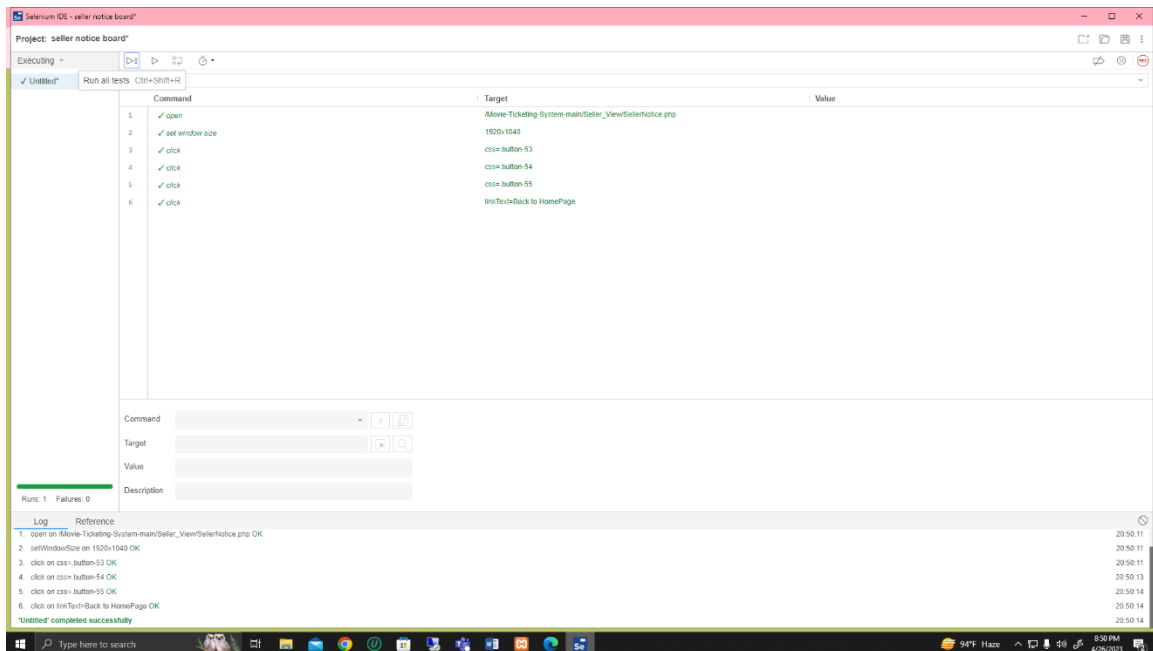 Selenium IDE - seller notice board*
Project: seller notice board*
Executing
✓ Untitled*
Run all tests Ctrl+Shift+R
REC
Command Target Value
1 ✓ open /Movie-Ticketing-System-main/Seller_View/SellerNotice.php
2 ✓ set window size 1920x1040
3 ✓ click css=.button-53
4 ✓ click css=.button-54
5 ✓ click css=.button-55
6 ✓ click linkText=Back to HomePage
Command
//
Target
Value
Description
Runs: 1 Failures: 0
Log Reference
1. open on /Movie-Ticketing-System-main/Seller_View/SellerNotice.php OK 20:50:11
2. setWindowSize on 1920x1040 OK 20:50:11
3. click on css=.button-53 OK 20:50:11
4. click on css=.button-54 OK 20:50:13
5. click on css=.button-55 OK 20:50:14
6. click on linkText=Back to HomePage OK 20:50:14
'Untitled' completed successfully 20:50:14
Type here to search
94°F Haze
8:50 PM
4/26/2023